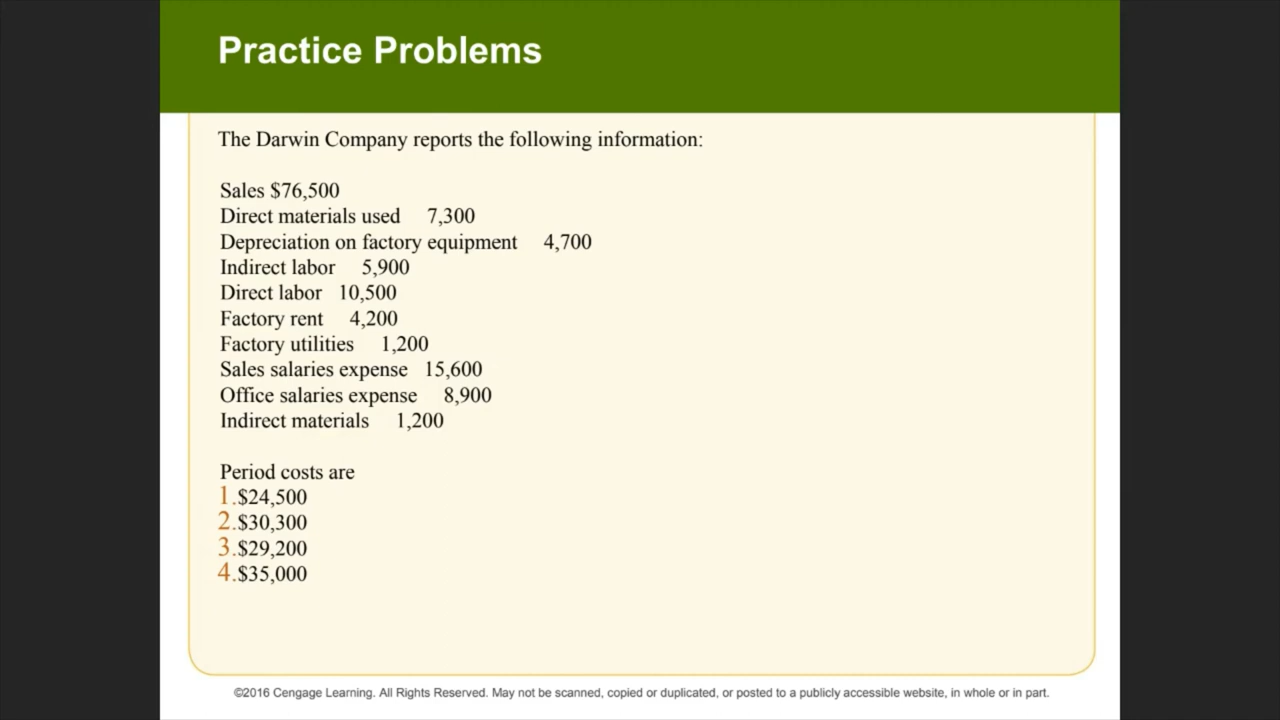 Practice Problems
The Darwin Company reports the following information:
Sales $76,500
Direct materials used 7,300
Depreciation on factory equipment 4,700
Indirect labor 5,900
Direct labor 10,500
Factory rent 4,200
Factory utilities 1,200
Sales salaries expense 15,600
Office salaries expense 8,900
Indirect materials 1,200
Period costs are
1.$24,500
2.$30,300
3.$29,200
4.$35,000
©2016 Cengage Learning. All Rights Reserved. May not be scanned, copied or duplicated, or posted to a publicly accessible website, in whole or in part.